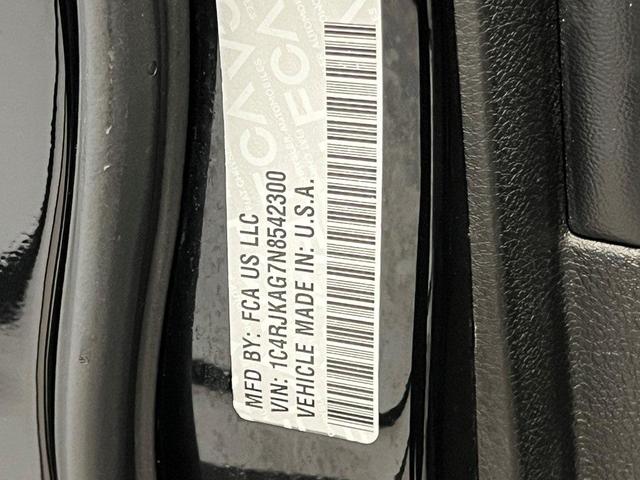 MFD BY: FCA US LLC
VIN: 1C4RJKAG7N8542300
VEHICLE MADE IN: U.S.A.